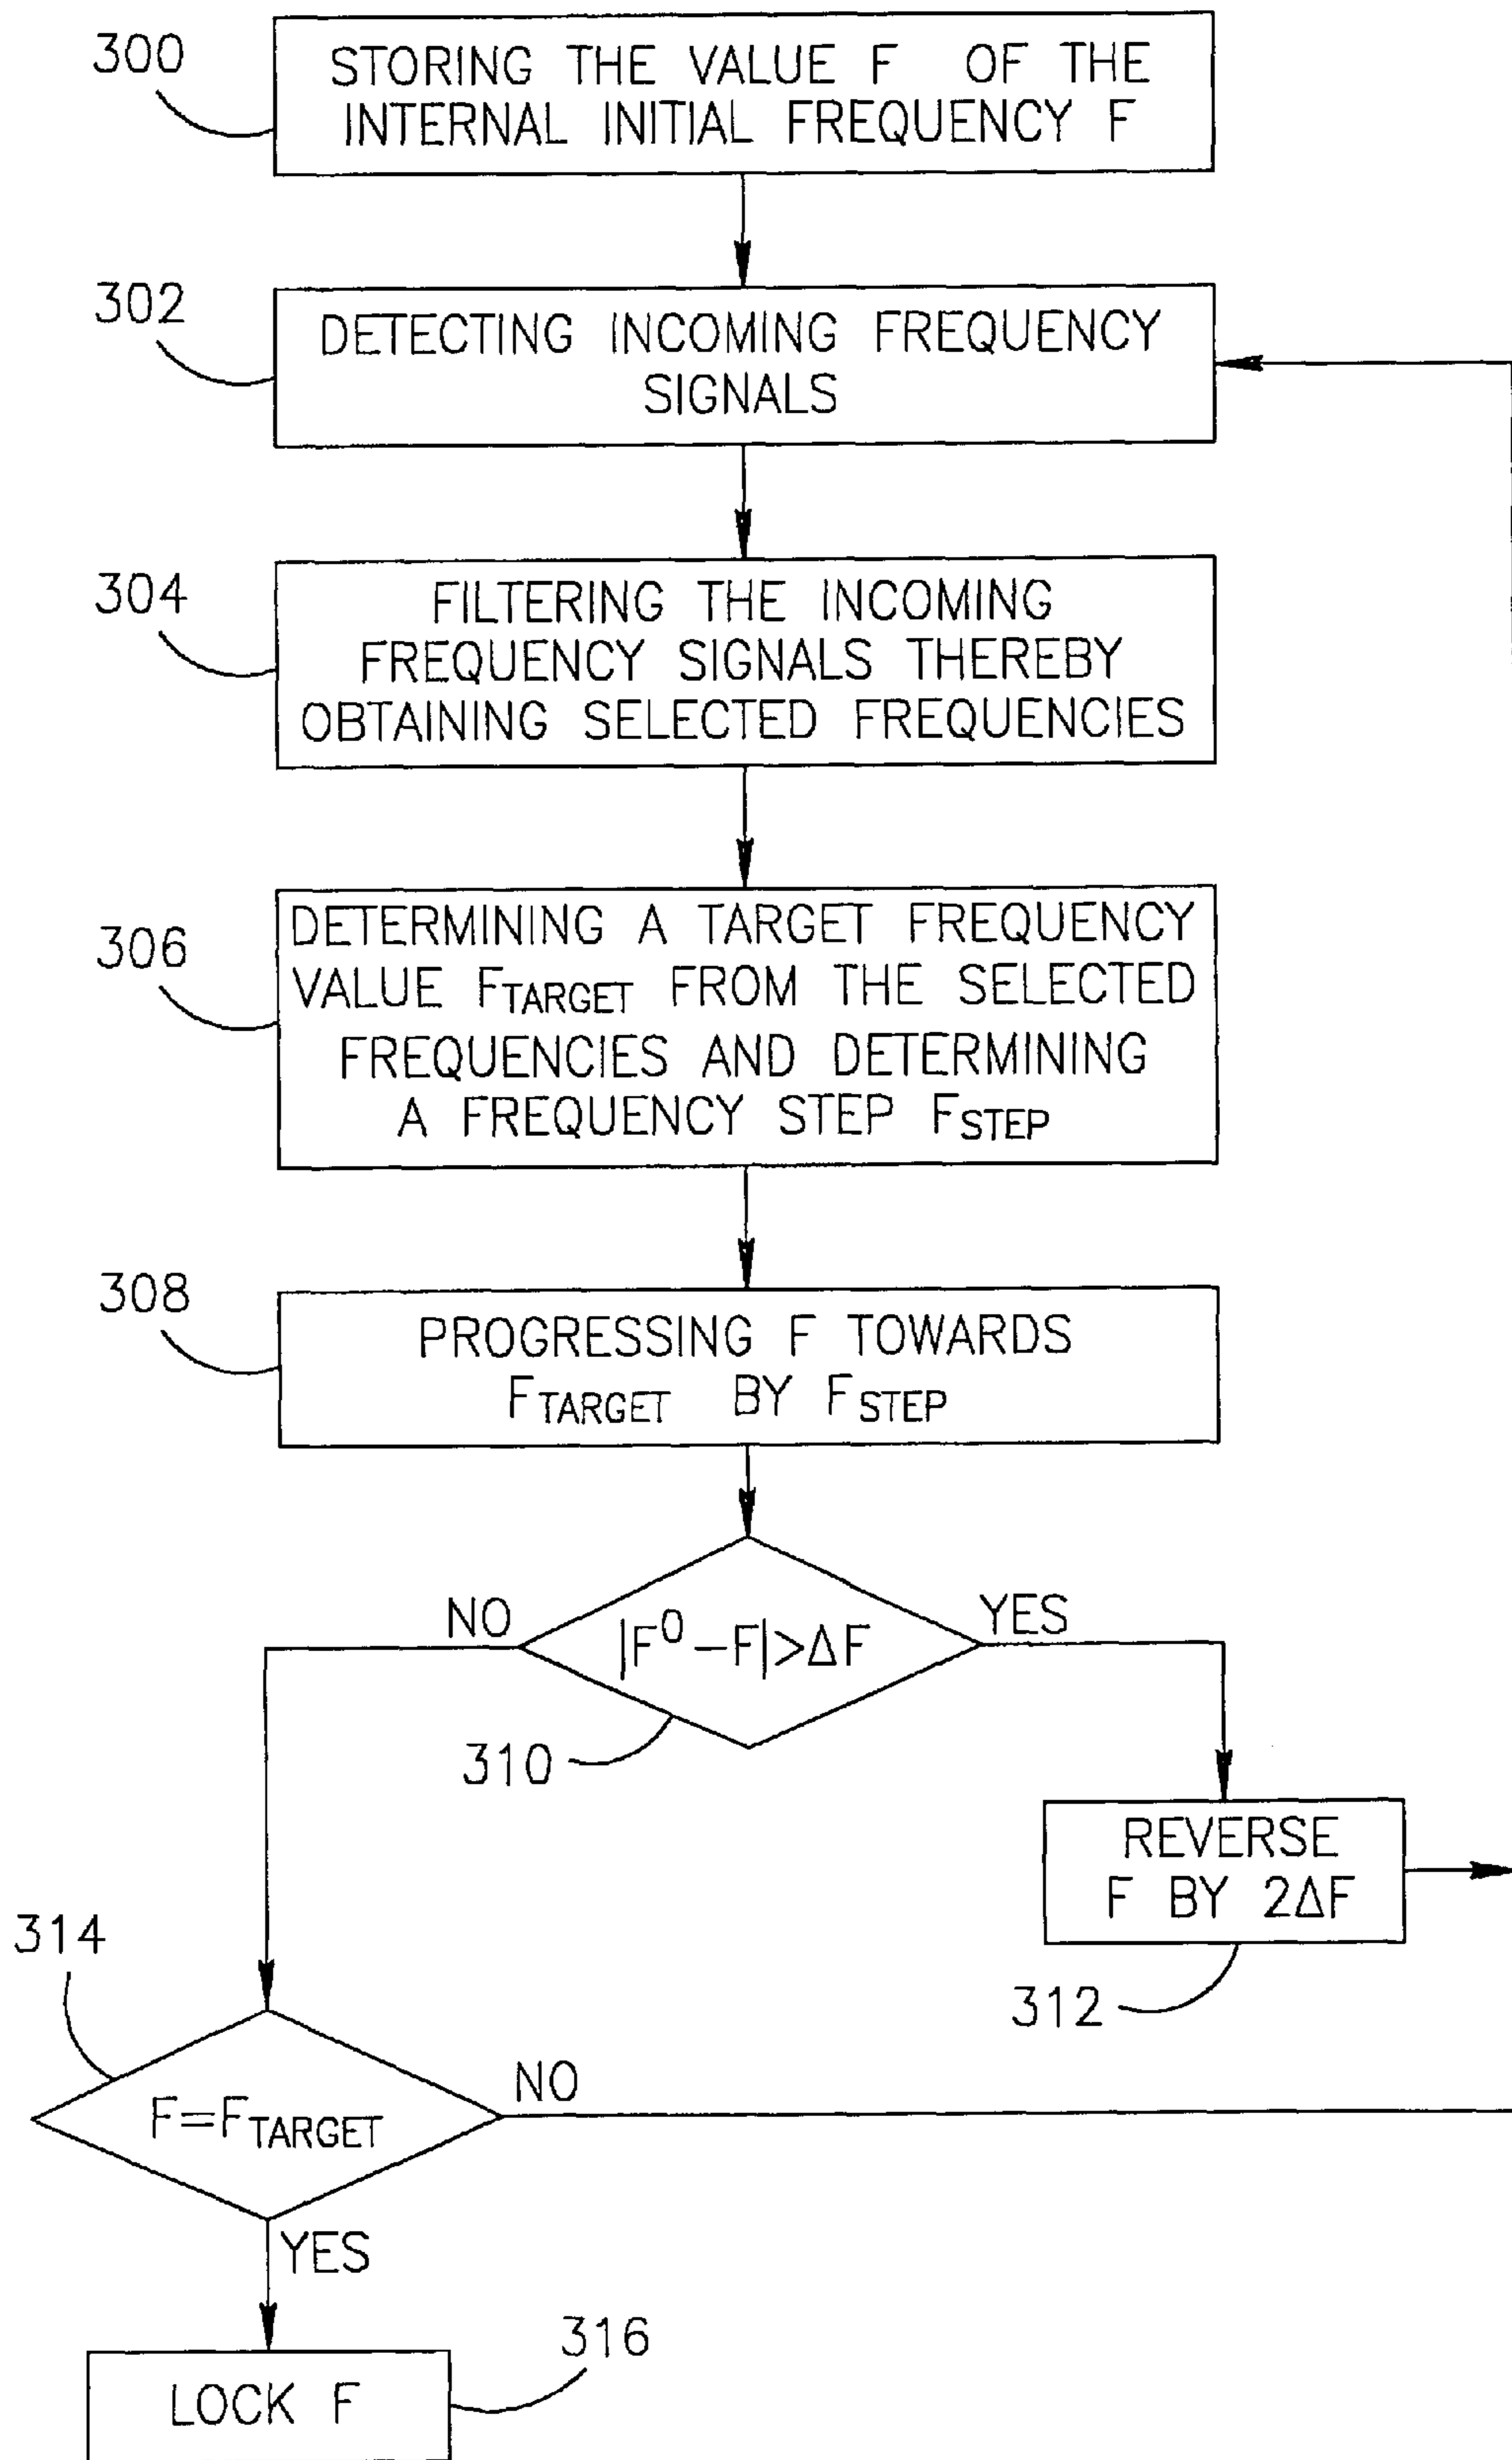 300
STORING THE VALUE F OF THE
INTERNAL INITIAL FREQUENCY F
302
DETECTING INCOMING FREQUENCY
SIGNALS
304
FILTERING THE INCOMING
FREQUENCY SIGNALS THEREBY
OBTAINING SELECTED FREQUENCIES
306
DETERMINING A TARGET FREQUENCY
VALUE FTARGET FROM THE SELECTED
FREQUENCIES AND DETERMINING
A FREQUENCY STEP FSTEP
308
PROGRESSING F TOWARDS
FTARGET BY FSTEP
NO
YES
|F⁰−F|>ΔF
310
REVERSE
F BY 2ΔF
312
314
NO
F=FTARGET
YES
316
LOCK F